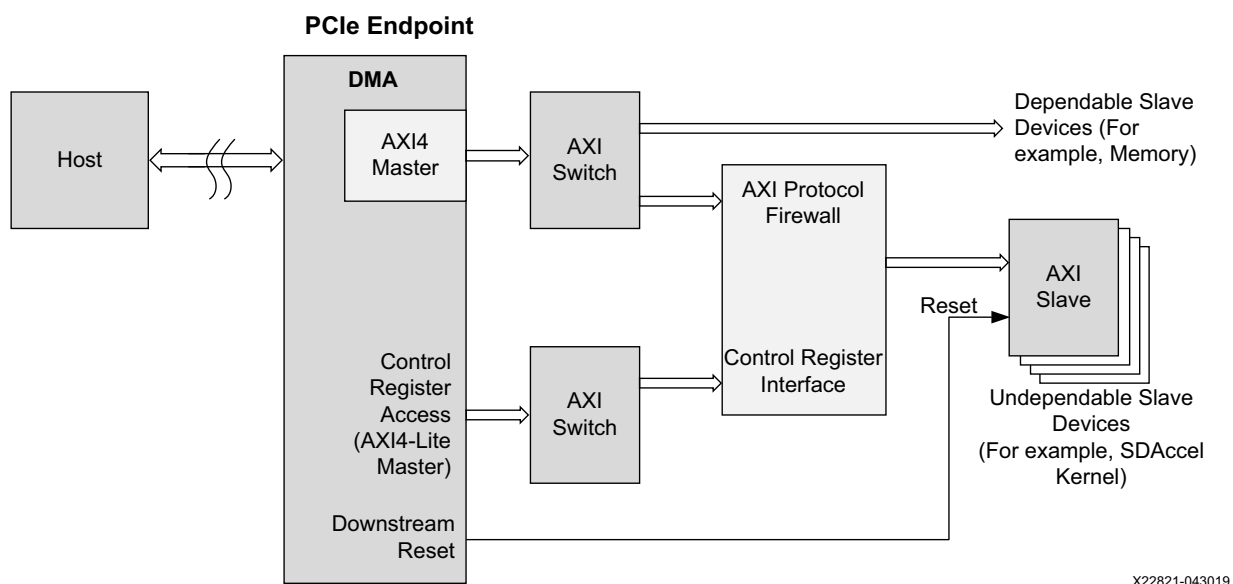 PCIe Endpoint
DMA
Host
AXI4
Master
AXI
Switch
Dependable Slave
Devices (For
example, Memory)
AXI Protocol
Firewall
AXI
Slave
Reset
Control
Register
Access
(AXI4-Lite
Master)
AXI
Switch
Control Register
Interface
Undependable Slave
Devices
(For example, SDAccel
Kernel)
Downstream
Reset
X22821-043019